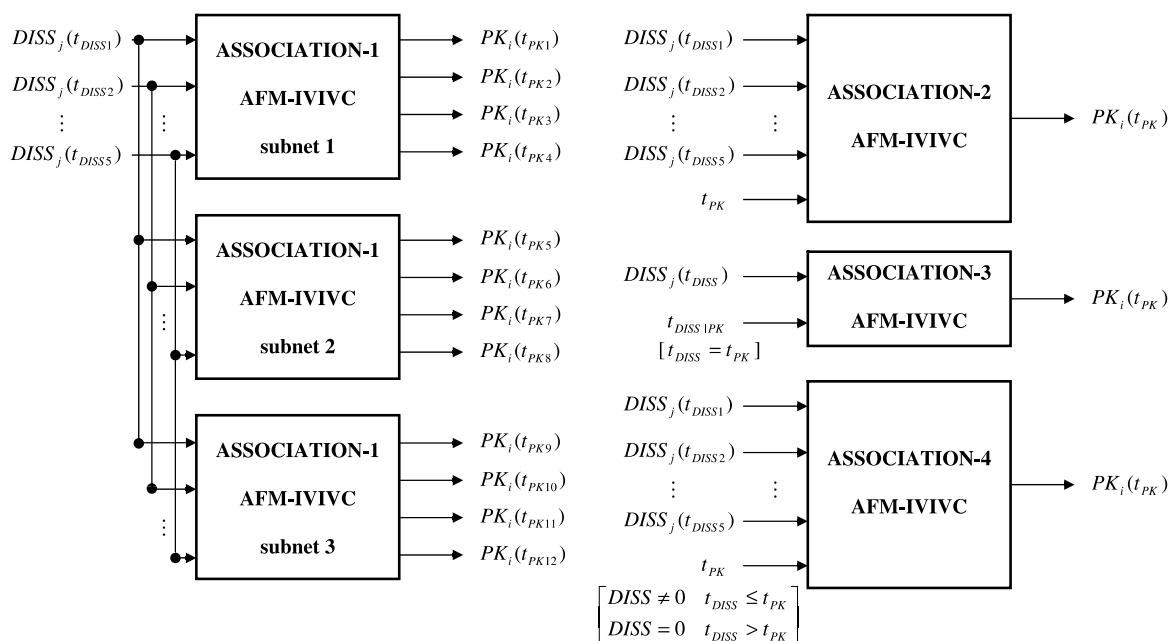 DISS_j(t_DISS1)
DISS_j(t_DISS2)
⋮ ⋮
DISS_j(t_DISS5)
ASSOCIATION-1
AFM-IVIVC
subnet 1
PK_i(t_PK1)
PK_i(t_PK2)
PK_i(t_PK3)
PK_i(t_PK4)
⋮
ASSOCIATION-1
AFM-IVIVC
subnet 2
PK_i(t_PK5)
PK_i(t_PK6)
PK_i(t_PK7)
PK_i(t_PK8)
⋮
ASSOCIATION-1
AFM-IVIVC
subnet 3
PK_i(t_PK9)
PK_i(t_PK10)
PK_i(t_PK11)
PK_i(t_PK12)
DISS_j(t_DISS1)
DISS_j(t_DISS2)
⋮ ⋮
DISS_j(t_DISS5)
t_PK
ASSOCIATION-2
AFM-IVIVC
PK_i(t_PK)
DISS_j(t_DISS)
t_DISS|PK
[t_DISS = t_PK]
ASSOCIATION-3
AFM-IVIVC
PK_i(t_PK)
DISS_j(t_DISS1)
DISS_j(t_DISS2)
⋮ ⋮
DISS_j(t_DISS5)
t_PK
[DISS ≠ 0 t_DISS ≤ t_PK]
[DISS = 0 t_DISS > t_PK]
ASSOCIATION-4
AFM-IVIVC
PK_i(t_PK)